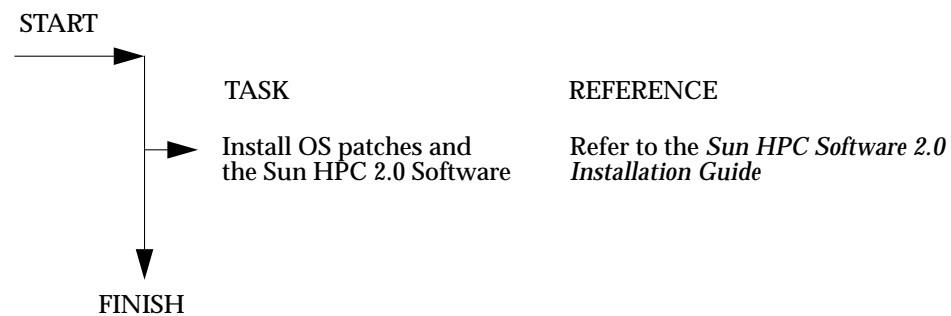 START
TASK
REFERENCE
Install OS patches and
the Sun HPC 2.0 Software
Refer to the Sun HPC Software 2.0
Installation Guide
FINISH